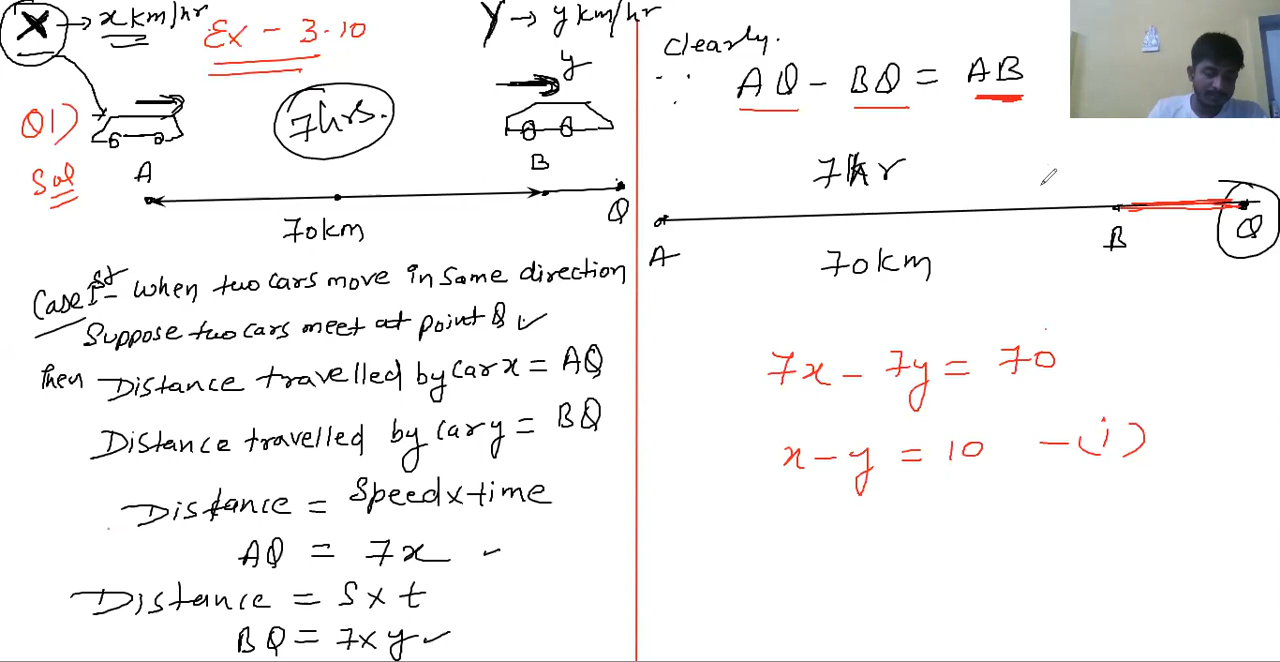 X → x km/hr
Ex - 3.10
Y → y km/hr
y
Q1)
7hrs.
Sol
A
B
Q
70km
Case Ist - when two cars move in same direction
Suppose two cars meet at point Q ✓
then Distance travelled by car x = AQ
Distance travelled by car y = BQ
Distance = Speed x time
AQ = 7x ✓
Distance = S x t
BQ = 7 x y ✓
Clearly.
∵ AQ - BQ = AB
7hr
A
B
Q
70km
7x - 7y = 70
x - y = 10 - (i)